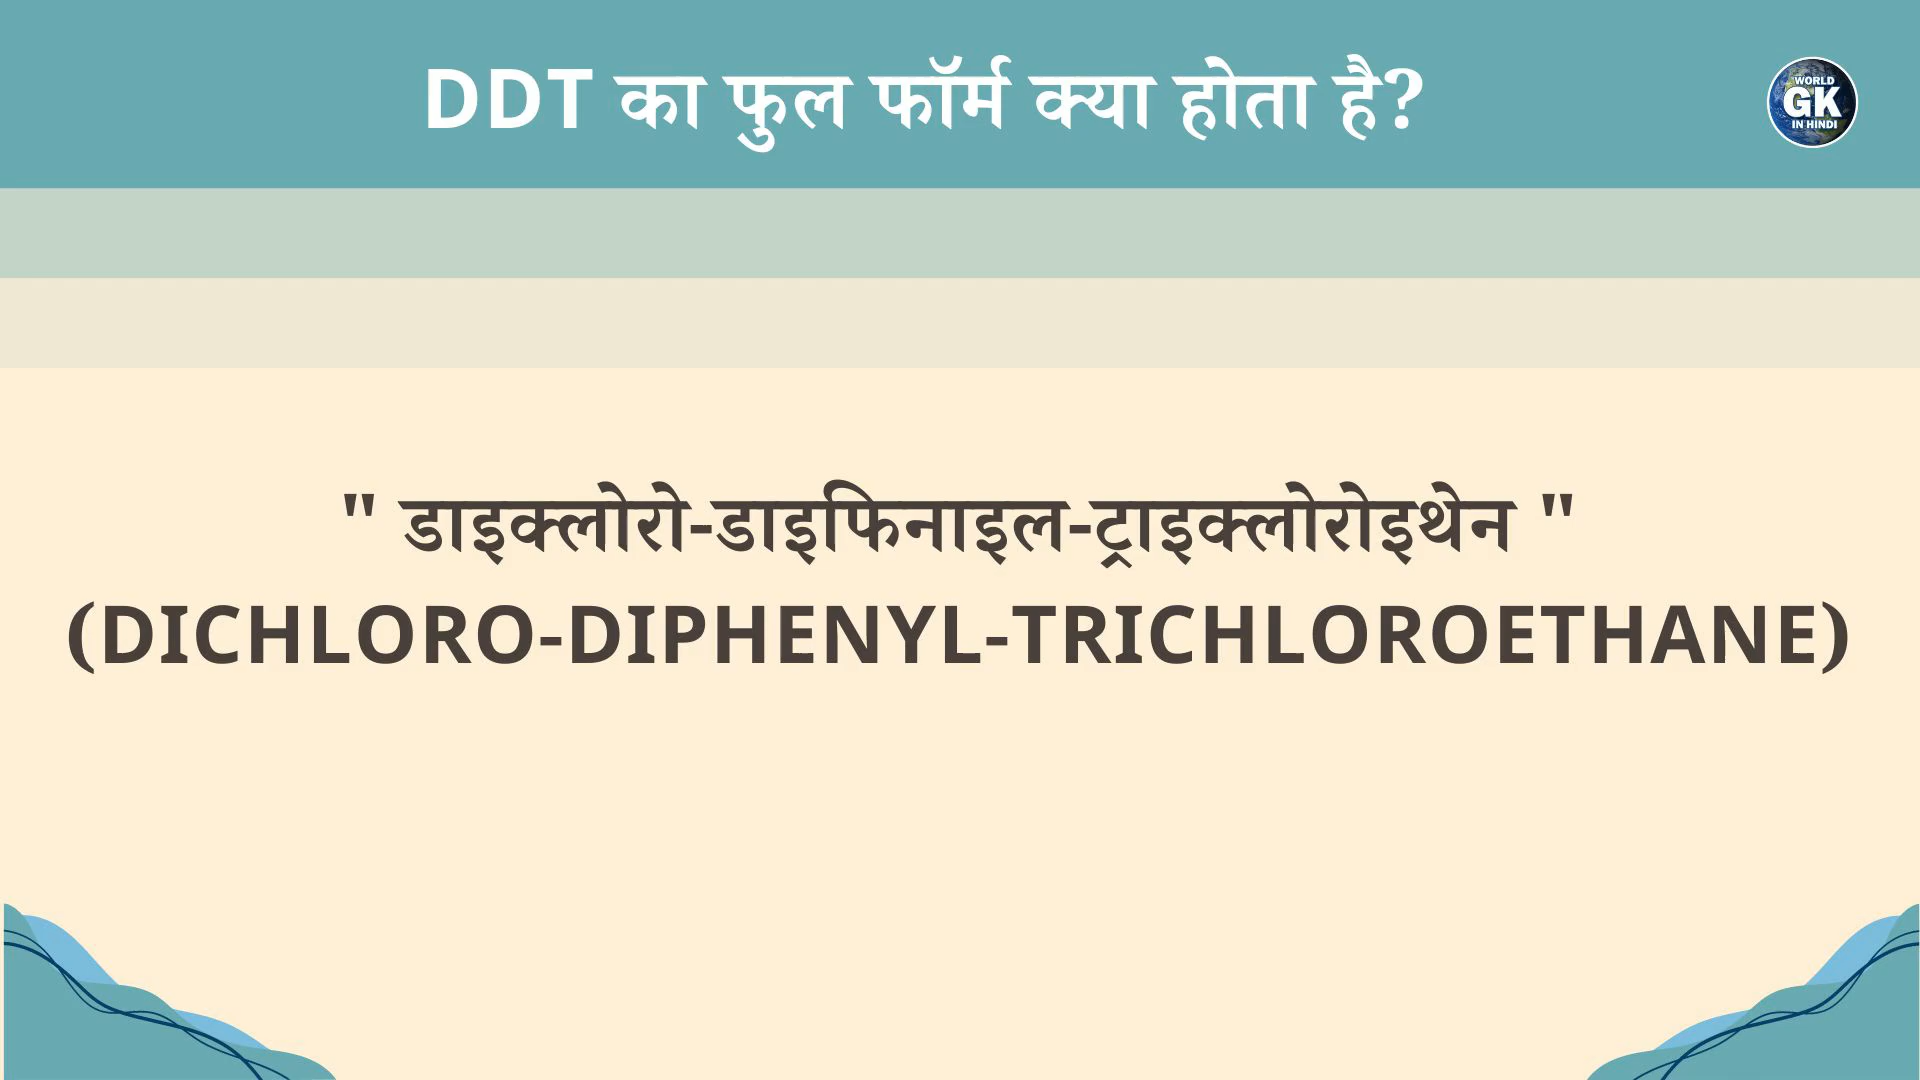 DDT का फुल फॉर्म क्या होता है?
WORLD
GK
IN HINDI
" डाइक्लोरो-डाइफिनाइल-ट्राइक्लोरोइथेन "
(DICHLORO-DIPHENYL-TRICHLOROETHANE)